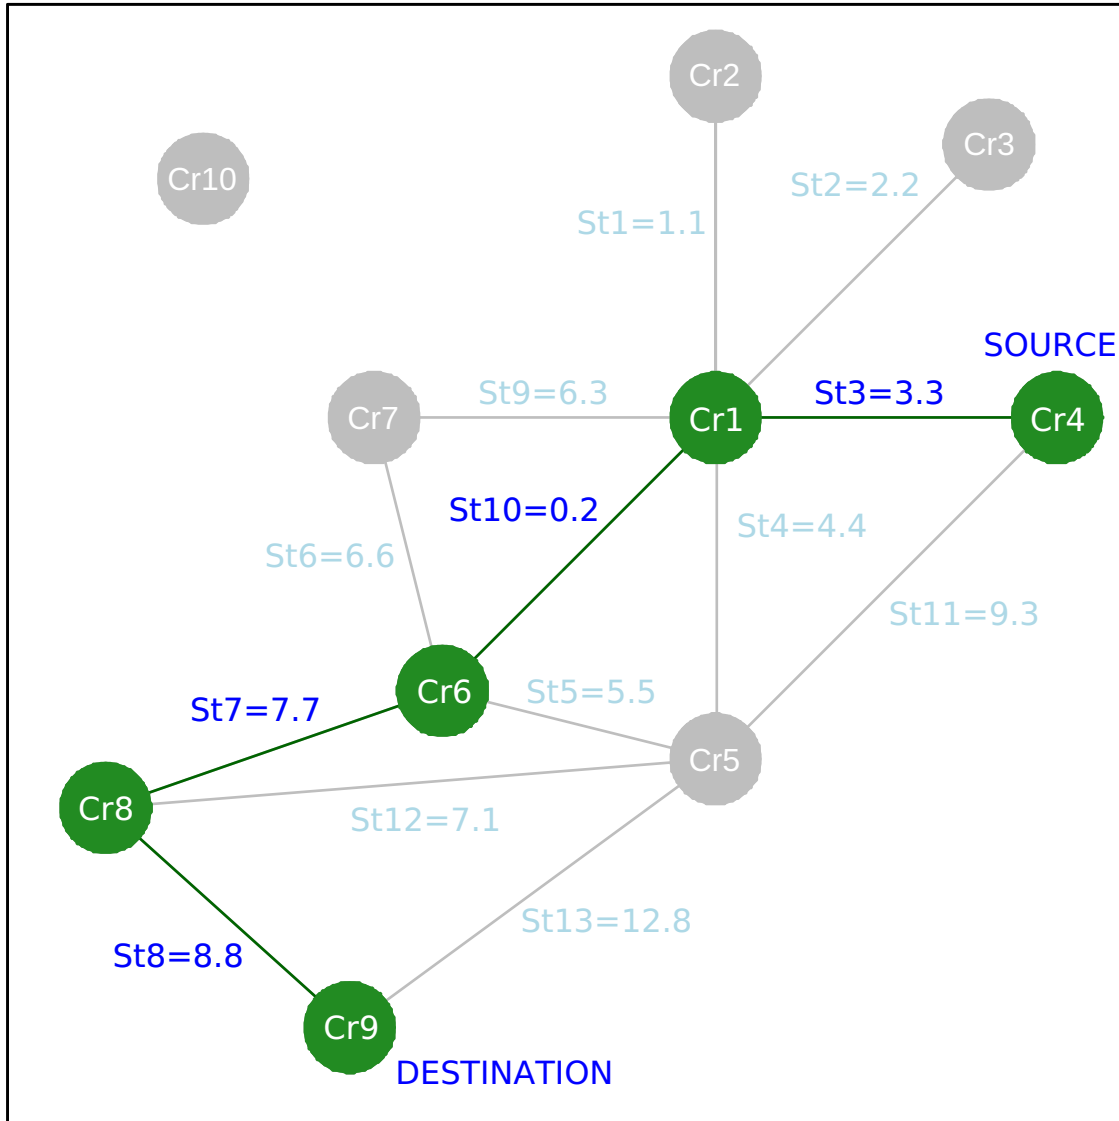 Cr2
Cr3
Cr10
St2=2.2
St1=1.1
SOURCE
St9=6.3
St3=3.3
Cr7
Cr1
Cr4
St10=0.2
St4=4.4
St6=6.6
St11=9.3
Cr6
St5=5.5
St7=7.7
Cr5
Cr8
St12=7.1
St13=12.8
St8=8.8
Cr9
DESTINATION